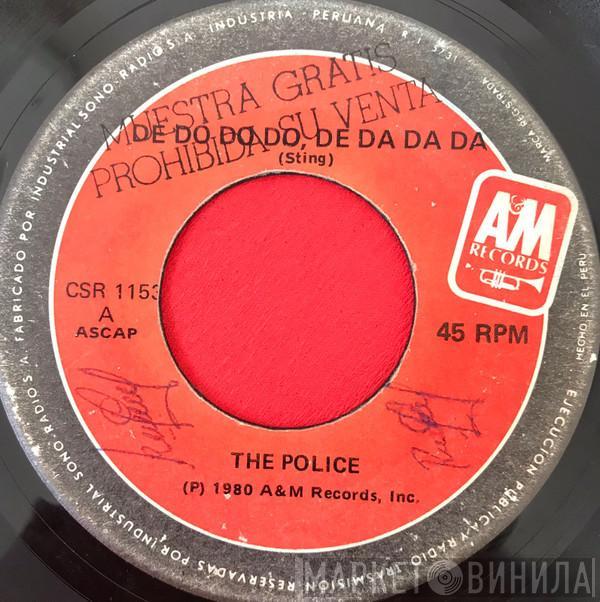 FABRICADO POR INDUSTRIAL SONO RADIO S.A. INDUSTRIA - PERUANA R.I. 573
MARCA REGISTRADA
MUESTRA GRATIS
PROHIBIDA SU VENTA
DE DO DO DO, DE DA DA DA
(Sting)
A&M
RECORDS
HECHO EN EL PERU
CSR 1153
A
ASCAP
45 RPM
THE POLICE
(P) 1980 A&M Records, Inc.
EJECUCION PUBLICA Y RADIO TRASMISION RESERVADAS POR INDUSTRIAL SONO-RADIO S A
МАРКЕТ ВИНИЛА